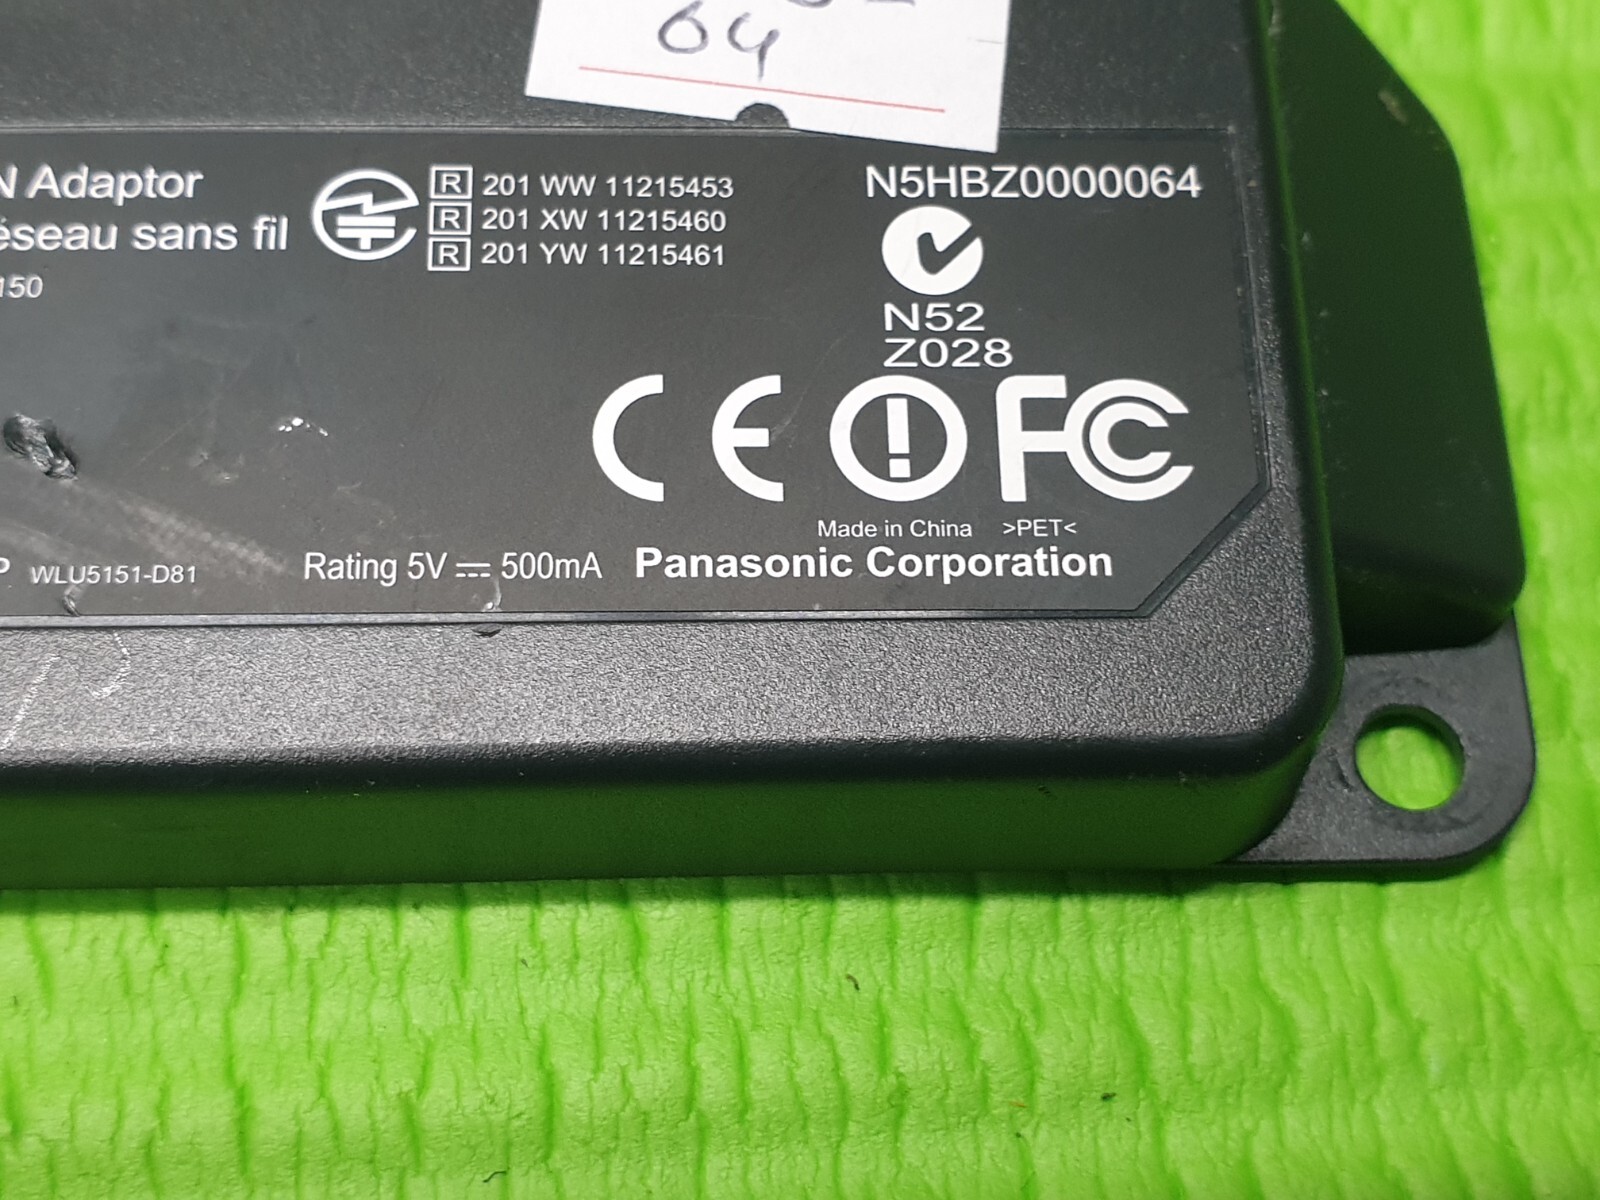 64
N Adaptor
éseau sans fil
150
R 201 WW 11215453
R 201 XW 11215460
R 201 YW 11215461
N5HBZ0000064
N52
Z028
CE FC
Made in China >PET<
P WLU5151-D81 Rating 5V ⎓ 500mA Panasonic Corporation